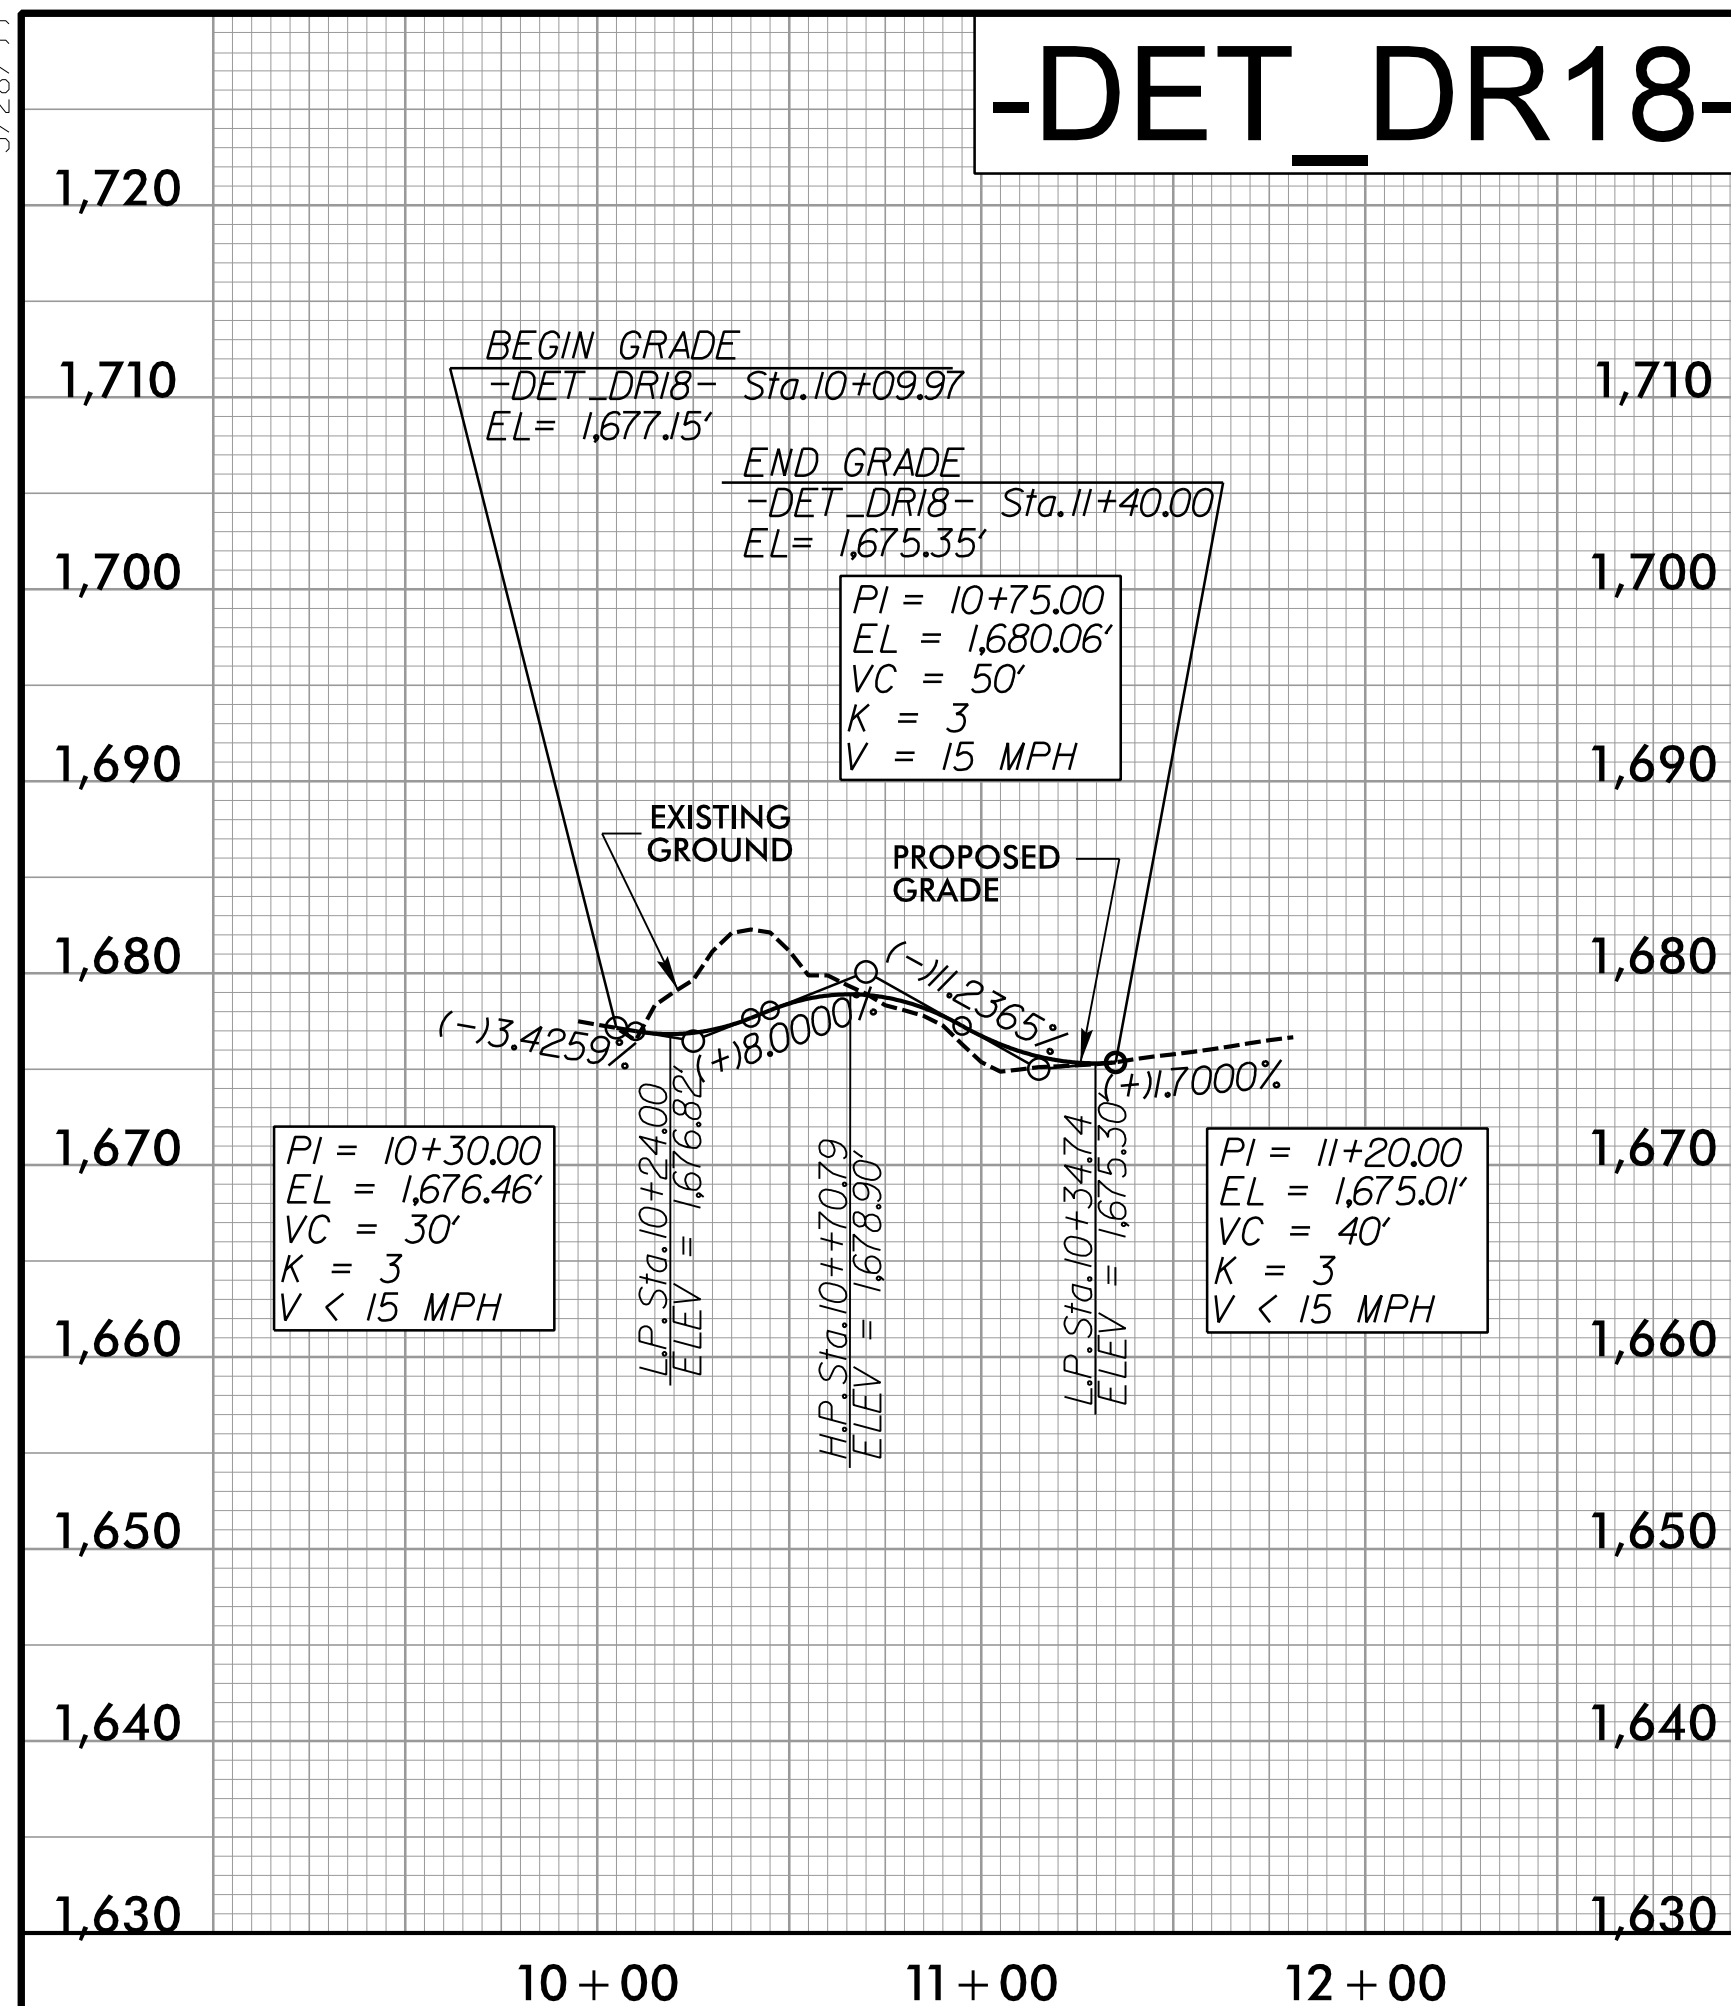 -DET_DR18-
1,720
1,710
1,700
1,690
1,680
1,670
1,660
1,650
1,640
1,630
BEGIN GRADE
-DET_DR18- Sta.10+09.97
EL= 1,677.15'
END GRADE
-DET_DR18- Sta.11+40.00
EL= 1,675.35'
PI = 10+75.00
EL = 1,680.06'
VC = 50'
K = 3
V = 15 MPH
EXISTING
GROUND
PROPOSED
GRADE
(-)3.4259%
(+)8.0000%
(-)11.2365%
(+)1.7000%
PI = 10+30.00
EL = 1,676.46'
VC = 30'
K = 3
V < 15 MPH
L.P.Sta.10+24.00
ELEV = 1,676.82'
H.P.Sta.10++70.79
ELEV = 1,678.90'
L.P.Sta.10+34.74
ELEV = 1,675.30'
PI = 11+20.00
EL = 1,675.01'
VC = 40'
K = 3
V < 15 MPH
1,710
1,700
1,690
1,680
1,670
1,660
1,650
1,640
1,630
10+00
11+00
12+00